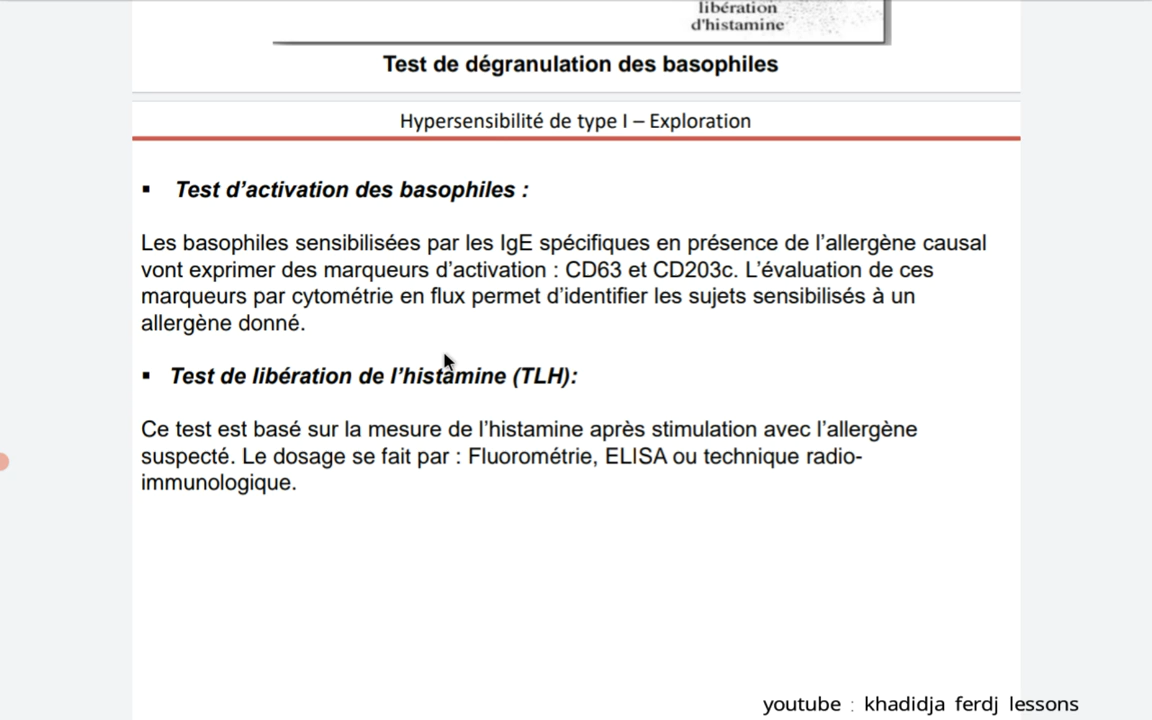 libération
d'histamine
Test de dégranulation des basophiles
Hypersensibilité de type I – Exploration
▪ Test d’activation des basophiles :
Les basophiles sensibilisées par les IgE spécifiques en présence de l’allergène causal
vont exprimer des marqueurs d’activation : CD63 et CD203c. L’évaluation de ces
marqueurs par cytométrie en flux permet d’identifier les sujets sensibilisés à un
allergène donné.
▪ Test de libération de l’histamine (TLH):
Ce test est basé sur la mesure de l’histamine après stimulation avec l’allergène
suspecté. Le dosage se fait par : Fluorométrie, ELISA ou technique radio-
immunologique.
youtube : khadidja ferdj lessons